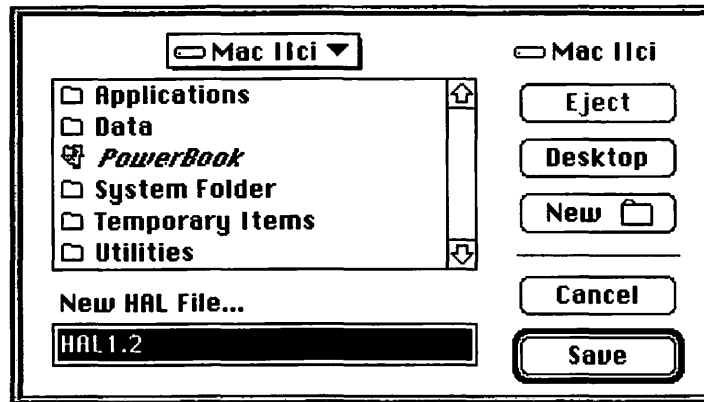 Mac IIci
Mac IIci
Applications
Data
PowerBook
System Folder
Temporary Items
Utilities
Eject
Desktop
New
New HAL File...
HAL1.2
Cancel
Save